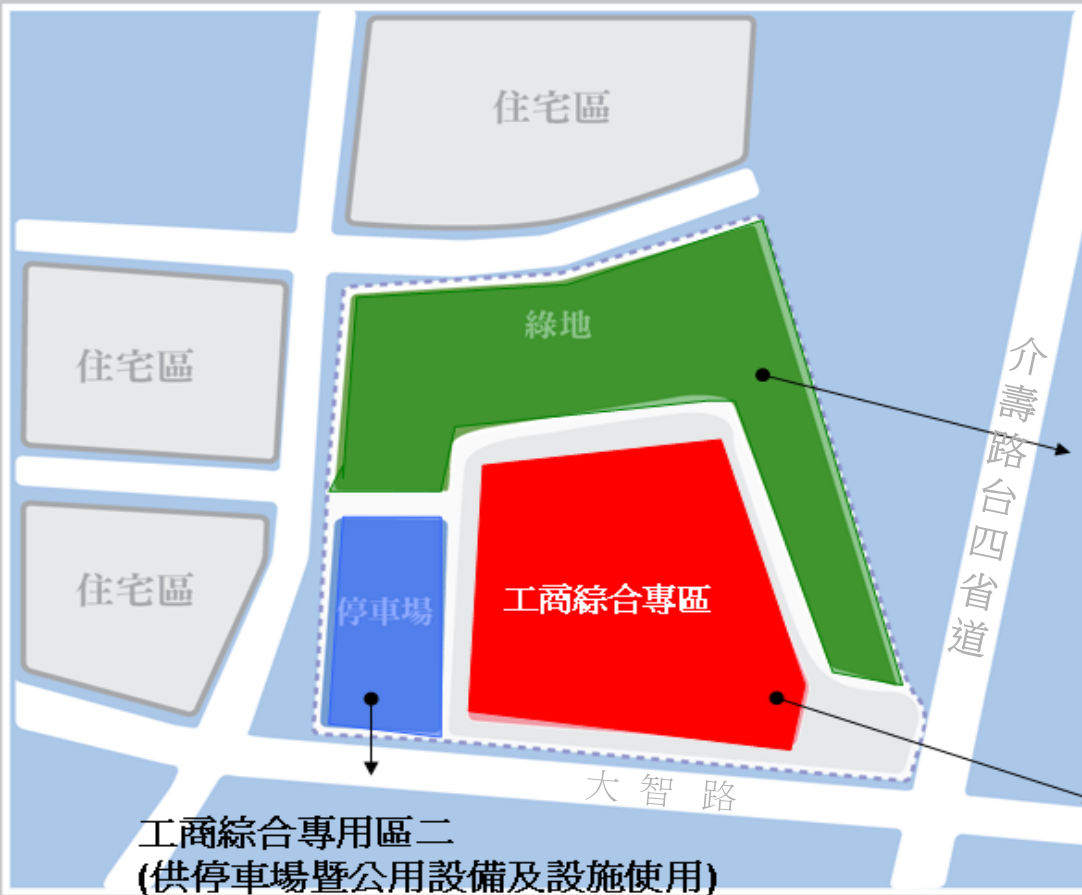 住宅區
綠地
住宅區
介壽路台四省道
住宅區
工商綜合專區
停車場
大智路
工商綜合專用區二
(供停車場暨公用設備及設施使用)